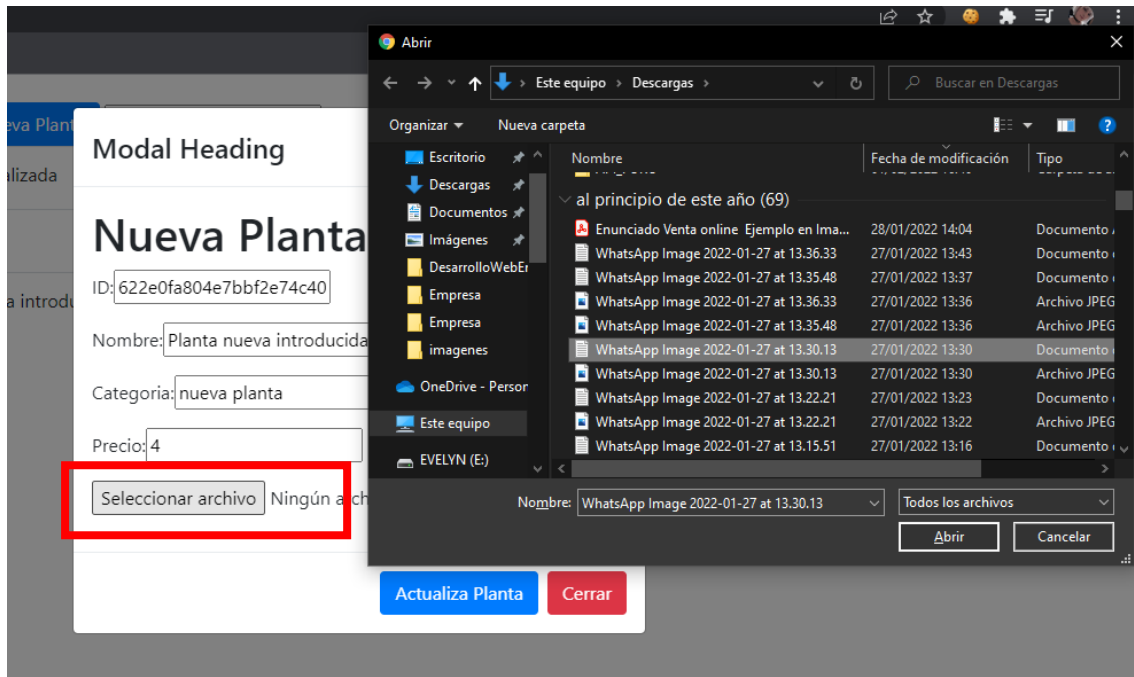 Abrir
Este equipo > Descargas >
Buscar en Descargas
Organizar
Nueva carpeta
Escritorio
Descargas
Documentos
Imágenes
DesarrolloWebEr
Empresa
Empresa
imagenes
OneDrive - Person
Este equipo
EVELYN (E:)
Nombre Fecha de modificación Tipo
al principio de este año (69)
Enunciado Venta online Ejemplo en Ima... 28/01/2022 14:04 Documento
WhatsApp Image 2022-01-27 at 13.36.33 27/01/2022 13:43 Documento
WhatsApp Image 2022-01-27 at 13.35.48 27/01/2022 13:37 Documento
WhatsApp Image 2022-01-27 at 13.36.33 27/01/2022 13:36 Archivo JPEG
WhatsApp Image 2022-01-27 at 13.35.48 27/01/2022 13:36 Archivo JPEG
WhatsApp Image 2022-01-27 at 13.30.13 27/01/2022 13:30 Documento
WhatsApp Image 2022-01-27 at 13.30.13 27/01/2022 13:30 Archivo JPEG
WhatsApp Image 2022-01-27 at 13.22.21 27/01/2022 13:23 Documento
WhatsApp Image 2022-01-27 at 13.22.21 27/01/2022 13:22 Archivo JPEG
WhatsApp Image 2022-01-27 at 13.15.51 27/01/2022 13:16 Documento
Nombre: WhatsApp Image 2022-01-27 at 13.30.13 Todos los archivos
Abrir Cancelar
eva Plant
alizada
a introdu
Modal Heading
Nueva Planta
ID: 622e0fa804e7bbf2e74c40
Nombre: Planta nueva introducida
Categoria: nueva planta
Precio: 4
Seleccionar archivo Ningún arch
Actualiza Planta Cerrar